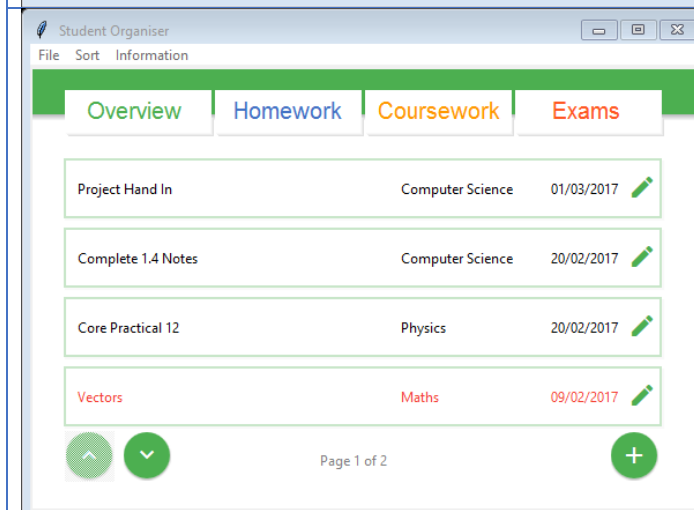 Student Organiser
File Sort Information
Overview Homework Coursework Exams
Project Hand In Computer Science 01/03/2017
Complete 1.4 Notes Computer Science 20/02/2017
Core Practical 12 Physics 20/02/2017
Vectors Maths 09/02/2017
Page 1 of 2